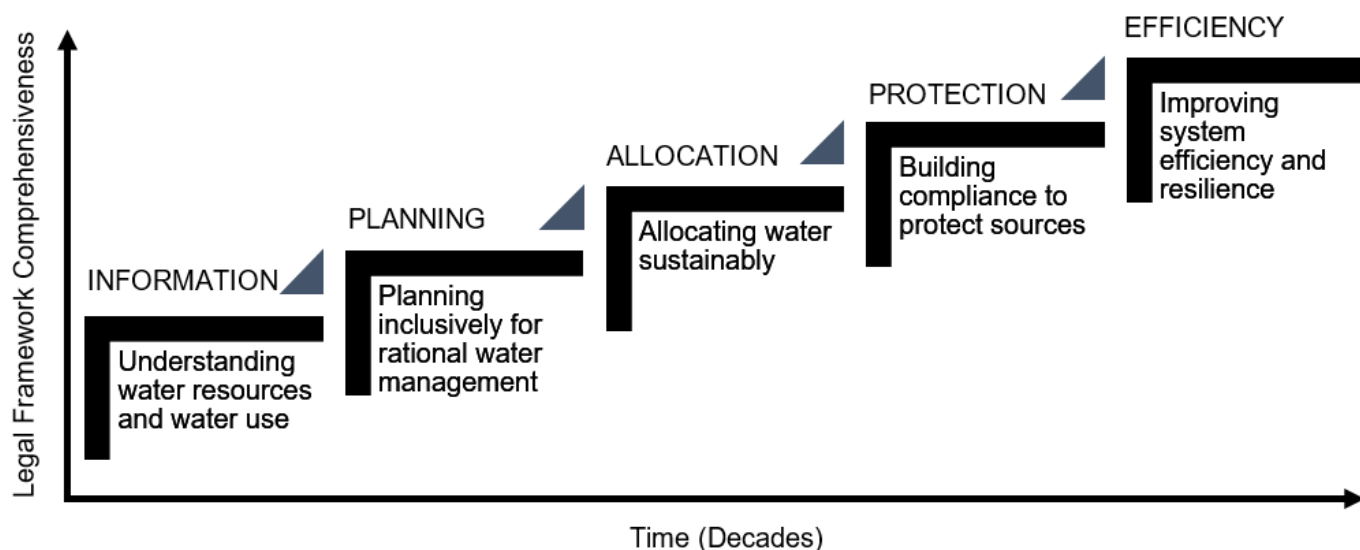 Legal Framework Comprehensiveness
INFORMATION
Understanding
water resources
and water use
PLANNING
Planning
inclusively for
rational water
management
ALLOCATION
Allocating water
sustainably
PROTECTION
Building
compliance to
protect sources
EFFICIENCY
Improving
system
efficiency and
resilience
Time (Decades)